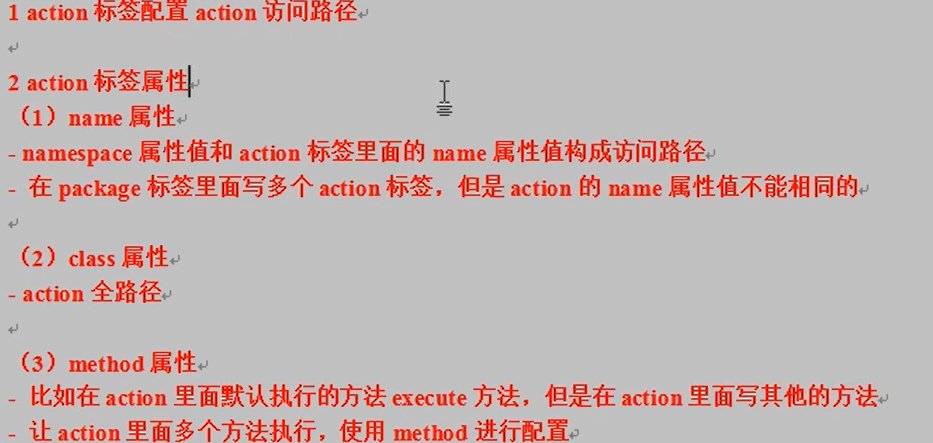 1 action 标签配置 action 访问路径
2 action 标签属性
（1）name 属性
- namespace 属性值和 action 标签里面的 name 属性值构成访问路径
- 在 package 标签里面写多个 action 标签，但是 action 的 name 属性值不能相同的
（2）class 属性
- action 全路径
（3）method 属性
- 比如在 action 里面默认执行的方法 execute 方法，但是在 action 里面写其他的方法
- 让 action 里面多个方法执行，使用 method 进行配置